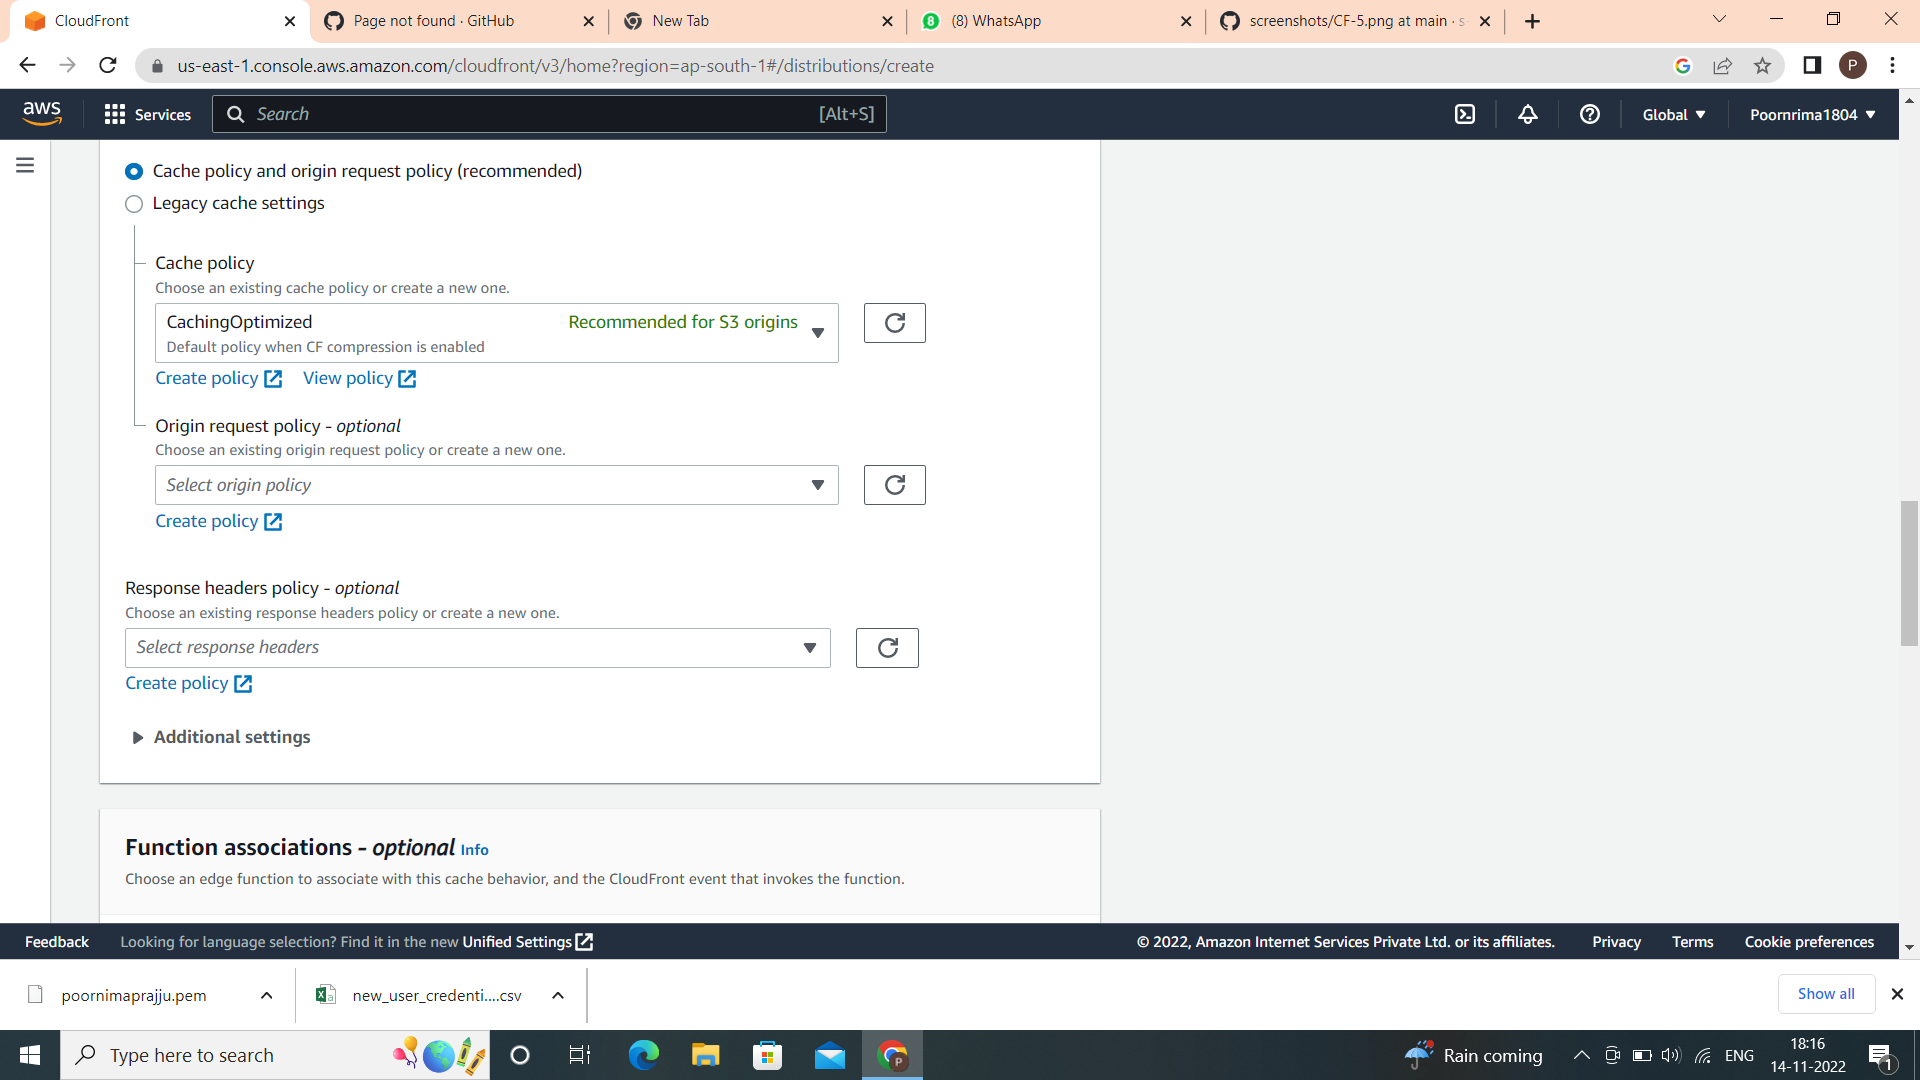 CloudFront
Page not found · GitHub
New Tab
(8) WhatsApp
screenshots/CF-5.png at main · s
us-east-1.console.aws.amazon.com/cloudfront/v3/home?region=ap-south-1#/distributions/create
P
aws
Services
Search
[Alt+S]
Global
Poornrima1804
Cache policy and origin request policy (recommended)
Legacy cache settings
Cache policy
Choose an existing cache policy or create a new one.
CachingOptimized
Recommended for S3 origins
Default policy when CF compression is enabled
Create policy
View policy
Origin request policy - optional
Choose an existing origin request policy or create a new one.
Select origin policy
Create policy
Response headers policy - optional
Choose an existing response headers policy or create a new one.
Select response headers
Create policy
Additional settings
Function associations - optional Info
Choose an edge function to associate with this cache behavior, and the CloudFront event that invokes the function.
Feedback
Looking for language selection? Find it in the new Unified Settings
© 2022, Amazon Internet Services Private Ltd. or its affiliates.
Privacy
Terms
Cookie preferences
poornimaprajju.pem
new_user_credenti....csv
Show all
Type here to search
P
Rain coming
ENG
18:16
14-11-2022
1